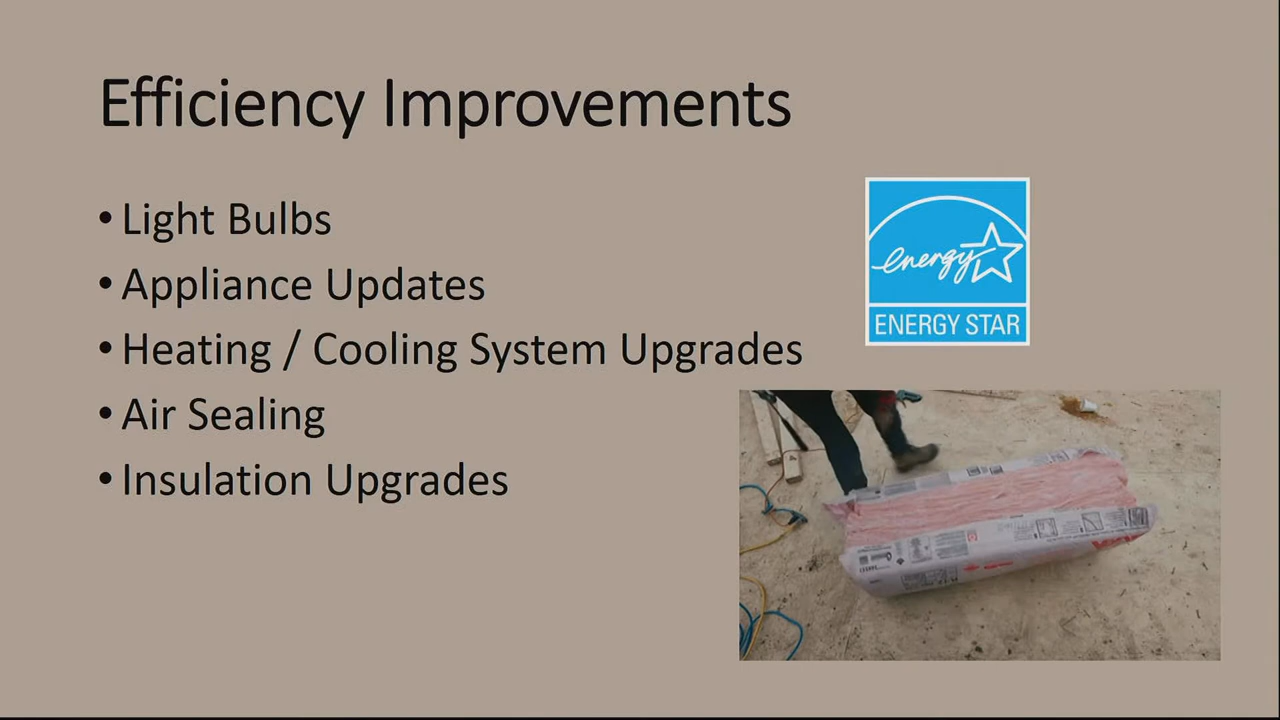 Efficiency Improvements
• Light Bulbs
• Appliance Updates
• Heating / Cooling System Upgrades
• Air Sealing
• Insulation Upgrades
energy
ENERGY STAR